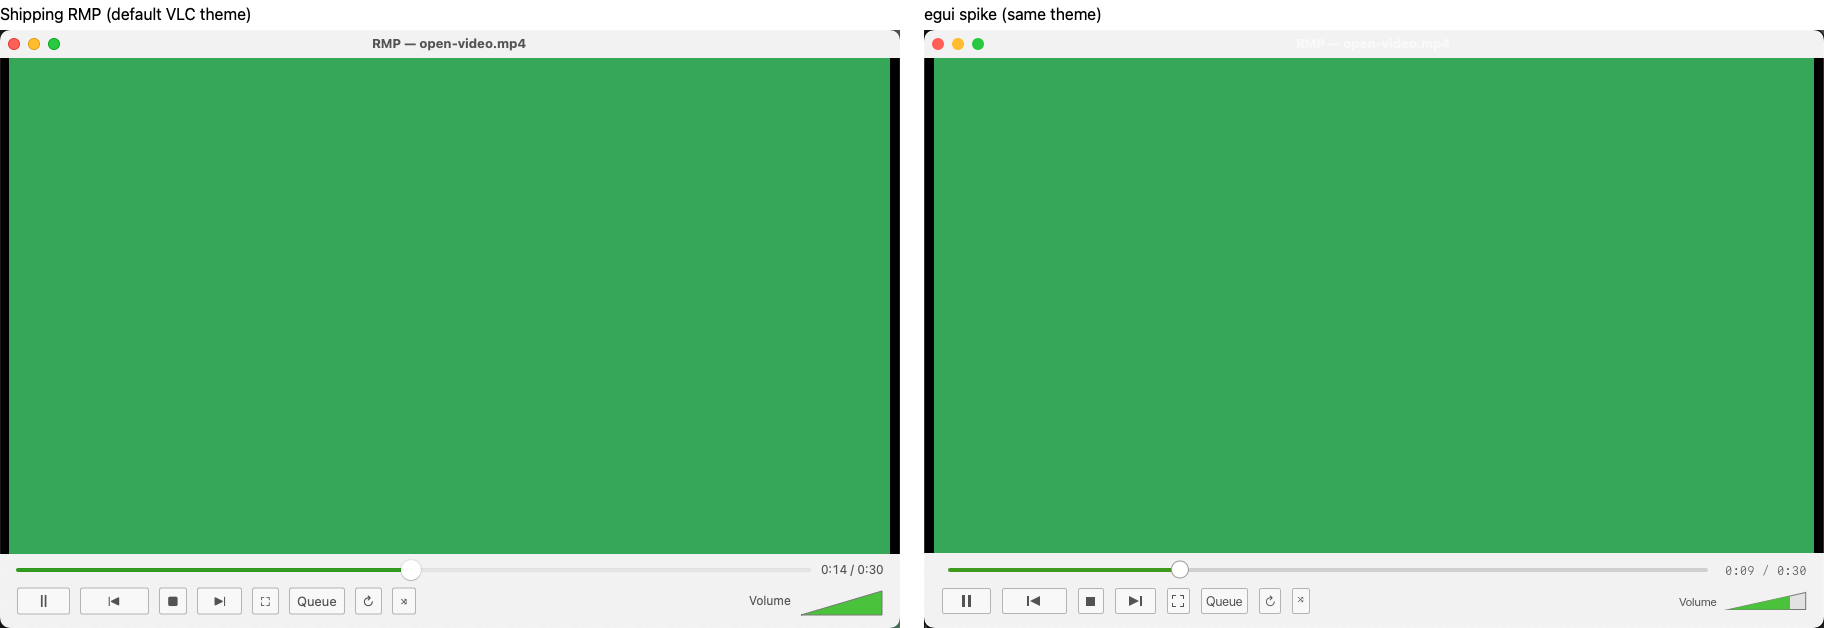 Shipping RMP (default VLC theme)
egui spike (same theme)
RMP — open-video.mp4
RMP — open-video.mp4
0:14 / 0:30
Queue
Volume
0:09 / 0:30
Queue
Volume